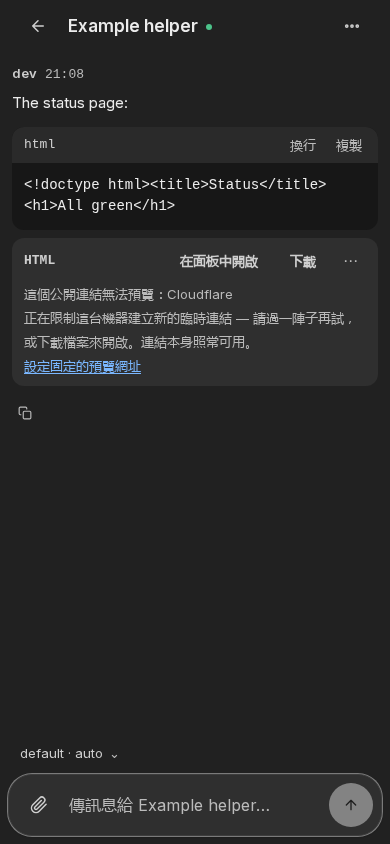 Example helper
dev 21:08
The status page:
html 換行 複製
<!doctype html><title>Status</title>
<h1>All green</h1>
HTML 在面板中開啟 下載 ···
這個公開連結無法預覽：Cloudflare
正在限制這台機器建立新的臨時連結 — 請過一陣子再試，
或下載檔案來開啟。連結本身照常可用。
設定固定的預覽網址
default · auto
傳訊息給 Example helper…